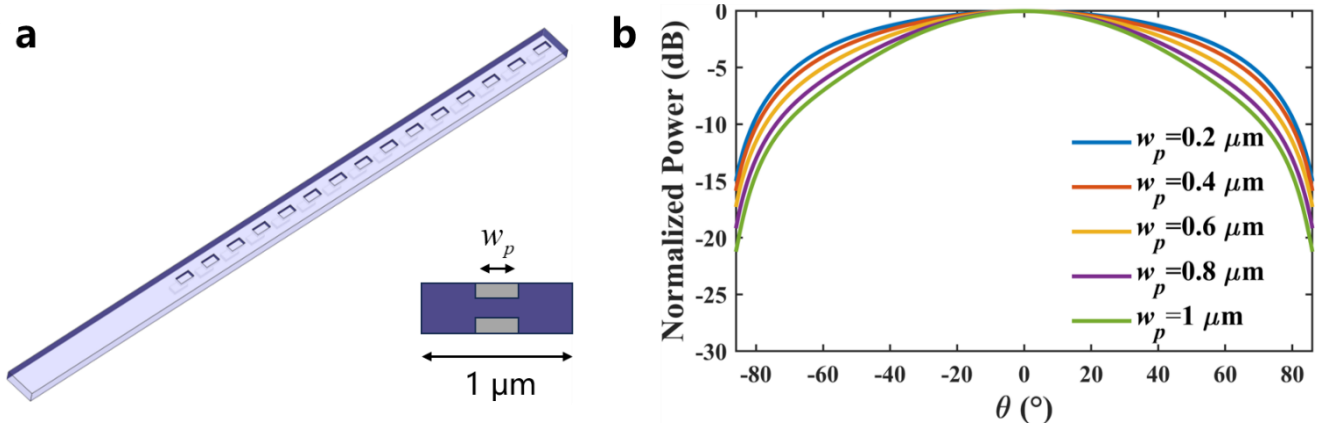 a
w_p
1 μm
b
Normalized Power (dB)
0
-5
-10
-15
-20
-25
-30
w_p=0.2 μm
w_p=0.4 μm
w_p=0.6 μm
w_p=0.8 μm
w_p=1 μm
-80 -60 -40 -20 0 20 40 60 80
θ (°)